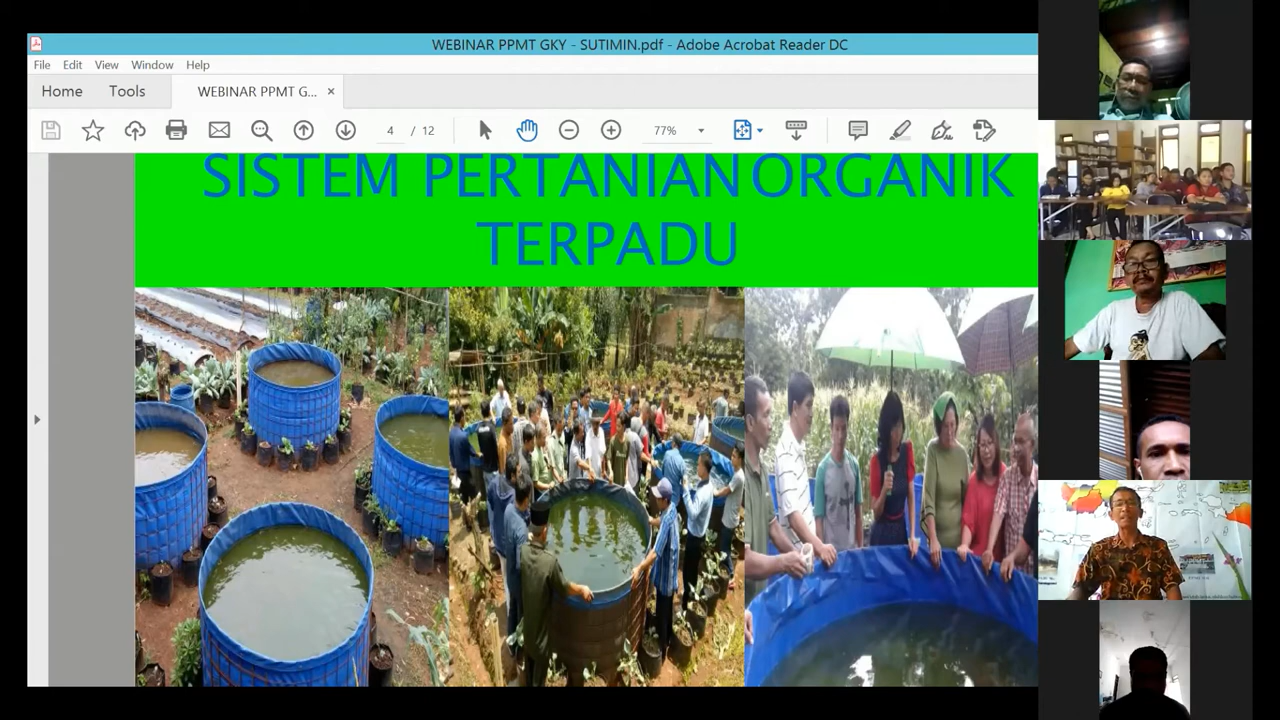 WEBINAR PPMT GKY - SUTIMIN.pdf - Adobe Acrobat Reader DC
File Edit View Window Help
Home Tools WEBINAR PPMT G... ×
4 / 12 77%
SISTEM PERTANIAN ORGANIK
TERPADU